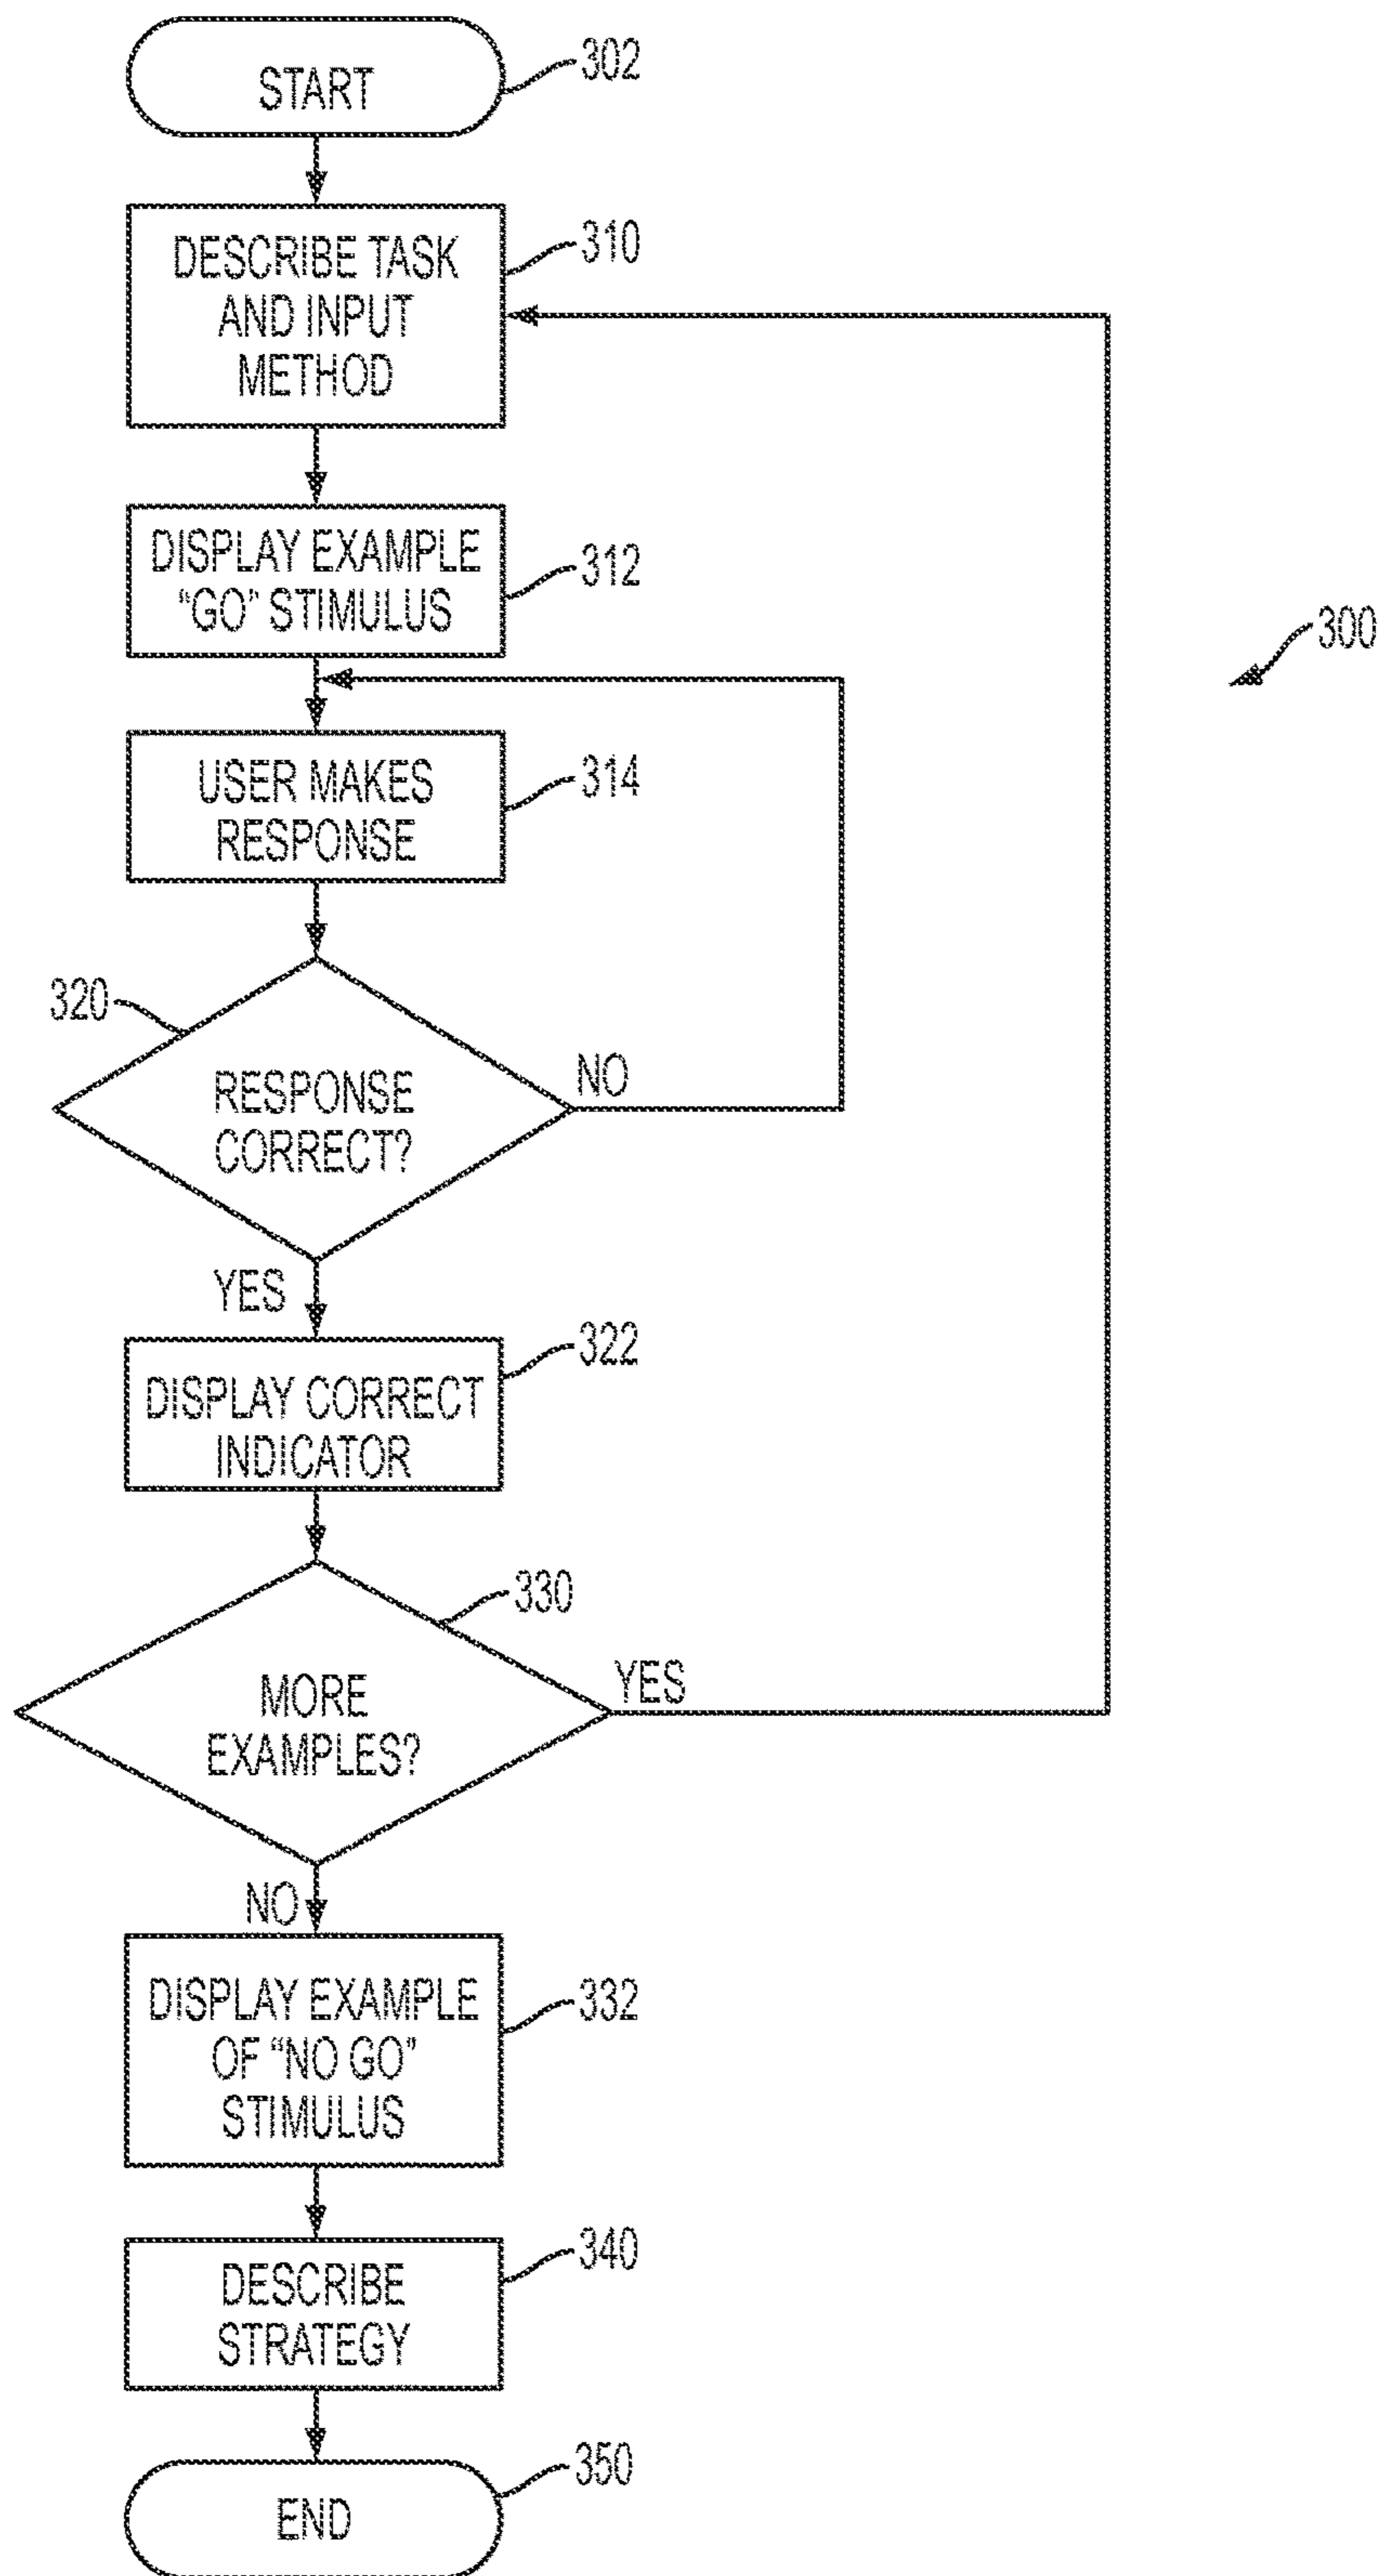 START
302
DESCRIBE TASK
AND INPUT
METHOD
310
DISPLAY EXAMPLE
“GO” STIMULUS
312
300
USER MAKES
RESPONSE
314
320
RESPONSE
CORRECT?
NO
YES
DISPLAY CORRECT
INDICATOR
322
330
MORE
EXAMPLES?
YES
NO
DISPLAY EXAMPLE
OF “NO GO”
STIMULUS
332
DESCRIBE
STRATEGY
340
END
350